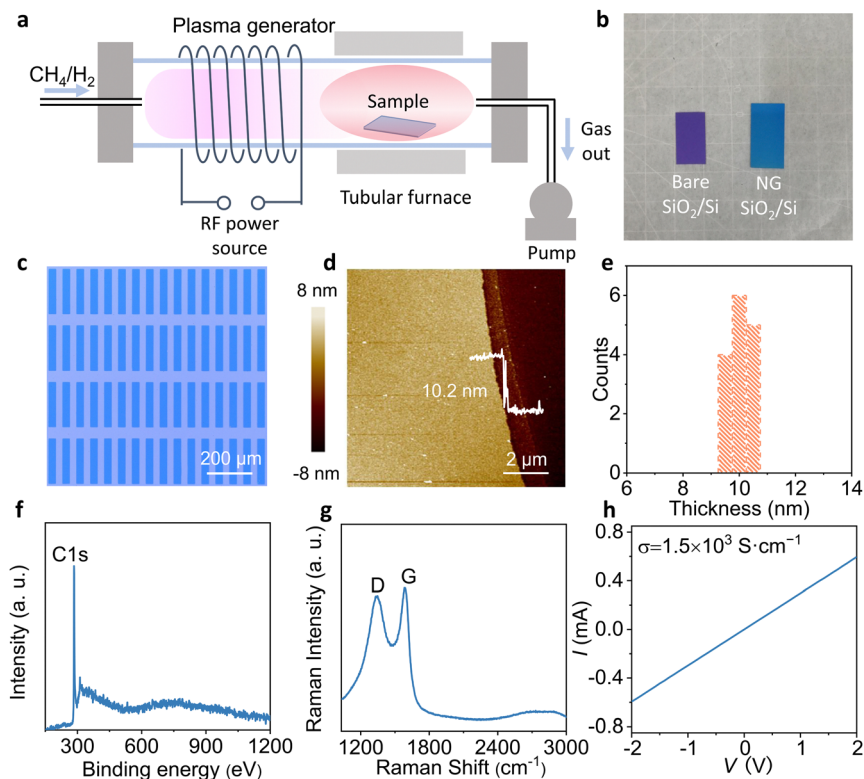 a
Plasma generator
CH₄/H₂
Sample
Gas
out
Tubular furnace
RF power
source
Pump
b
Bare
SiO₂/Si
NG
SiO₂/Si
c
200 μm
d
8 nm
-8 nm
10.2 nm
2 μm
e
Counts
6
4
2
0
6
8
10
12
14
Thickness (nm)
f
C1s
Intensity (a. u.)
300
600
900
1200
Binding energy (eV)
g
D
G
Raman Intensity (a. u.)
1200
1800
2400
3000
Raman Shift (cm⁻¹)
h
σ=1.5×10³ S·cm⁻¹
I (mA)
0.8
0.4
0.0
-0.4
-0.8
-2
-1
0
1
2
V (V)